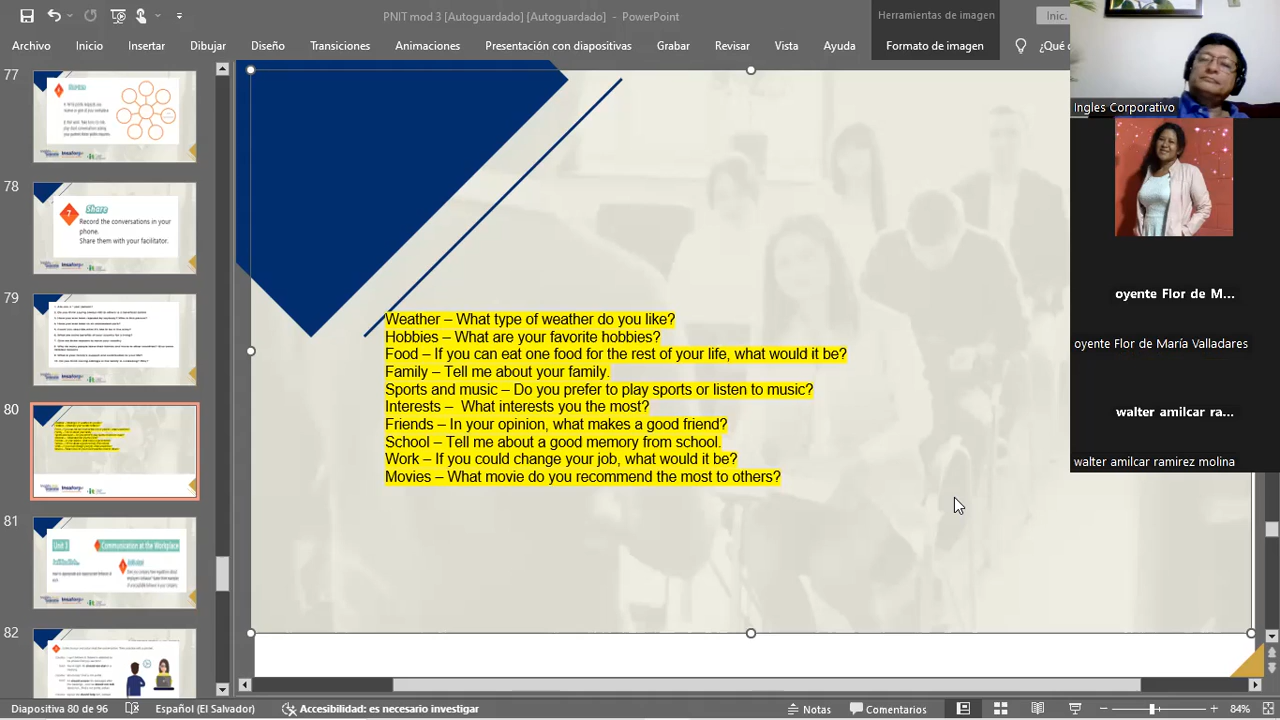 PNIT mod 3 [Autoguardado] [Autoguardado] - PowerPoint
Herramientas de imagen
Inic.
Archivo Inicio Insertar Dibujar Diseño Transiciones Animaciones Presentación con diapositivas Grabar Revisar Vista Ayuda Formato de imagen ¿Qué
77
78
7 Share
Record the conversations in your
phone.
Share them with your facilitator.
79
80
81
Unit 3 Communication at the Workplace
82
Weather – What type of weather do you like?
Hobbies – What are your favorite hobbies?
Food – If you can eat one food for the rest of your life, what would it be?
Family – Tell me about your family.
Sports and music – Do you prefer to play sports or listen to music?
Interests – What interests you the most?
Friends – In your opinion, what makes a good friend?
School – Tell me about a good memory from school.
Work – If you could change your job, what would it be?
Movies – What movie do you recommend the most to others?
Ingles Corporativo
oyente Flor de M...
oyente Flor de María Valladares
walter amilcar ra...
walter amilcar ramirez molina
Diapositiva 80 de 96 Español (El Salvador) Accesibilidad: es necesario investigar Notas Comentarios 84%